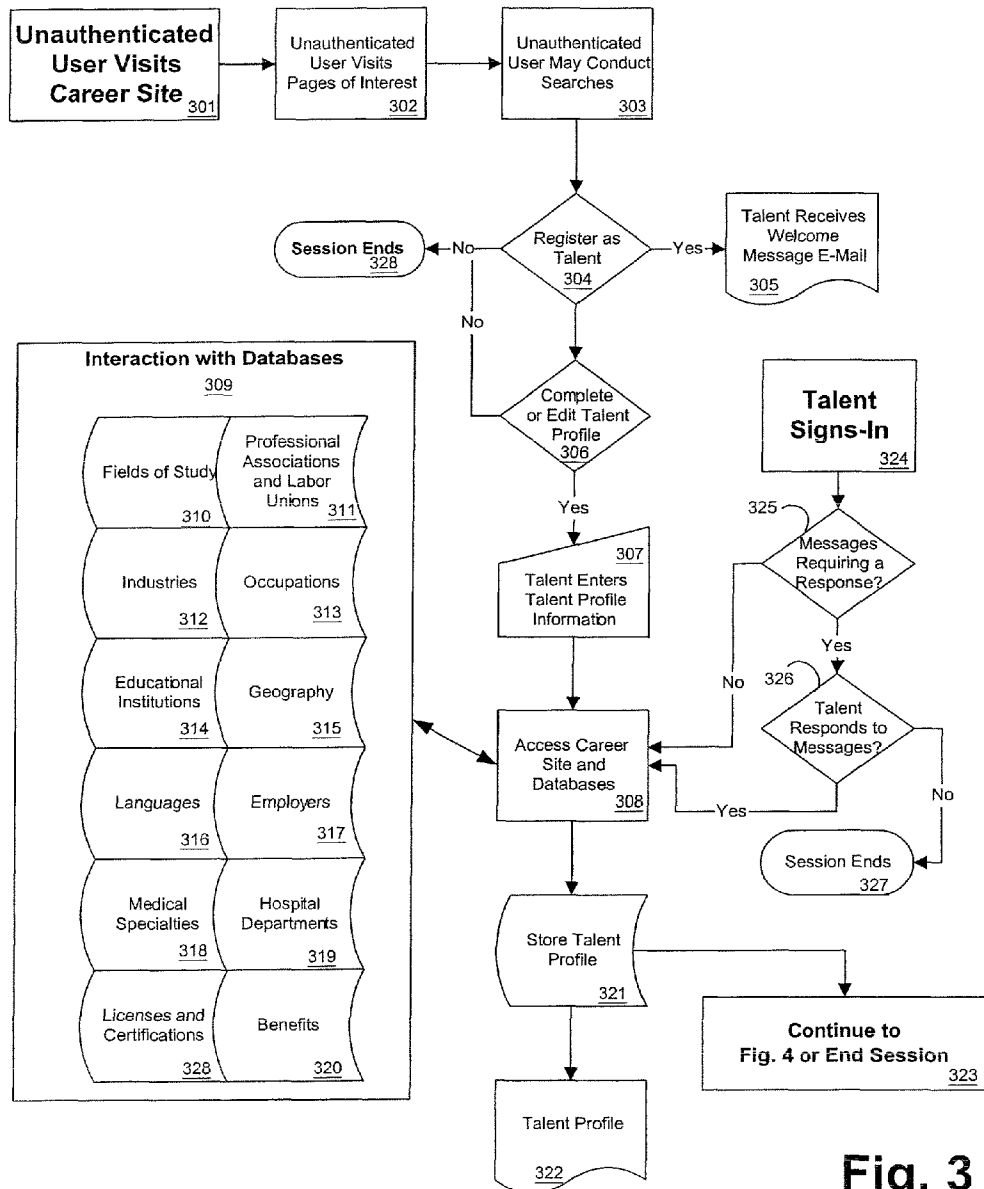 Unauthenticated
User Visits
Career Site
301
Unauthenticated
User Visits
Pages of Interest
302
Unauthenticated
User May Conduct
Searches
303
Session Ends
328
No
Register as
Talent
304
Yes
Talent Receives
Welcome
Message E-Mail
305
No
Interaction with Databases
309
Complete
or Edit Talent
Profile
306
Yes
Talent
Signs-In
324
Fields of Study
310
Professional
Associations
and Labor
Unions
311
325
Messages
Requiring a
Response?
307
Talent Enters
Talent Profile
Information
Industries
312
Occupations
313
Yes
No
326
Educational
Institutions
314
Geography
315
Talent
Responds to
Messages?
Access Career
Site and
Databases
308
Yes
No
Languages
316
Employers
317
Session Ends
327
Medical
Specialties
318
Hospital
Departments
319
Store Talent
Profile
321
Licenses and
Certifications
328
Benefits
320
Continue to
Fig. 4 or End Session
323
Talent Profile
322
Fig. 3